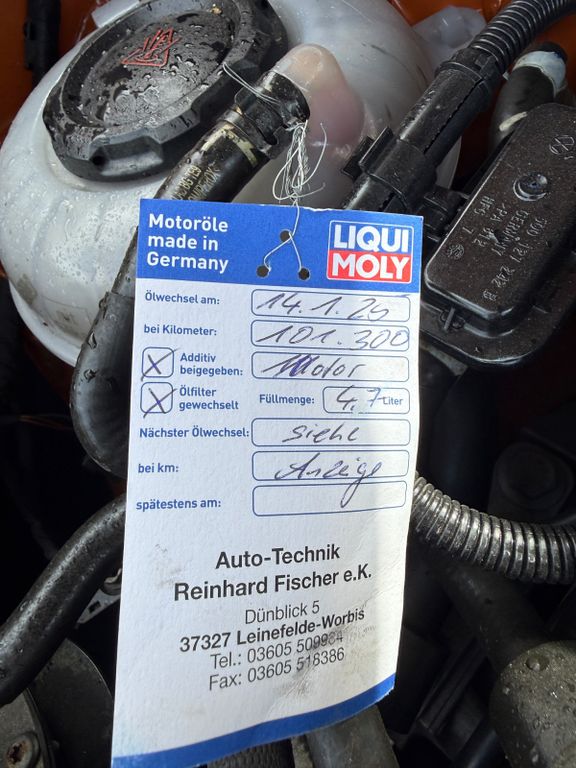 Motoröle
made in
Germany
LIQUI
MOLY
Ölwechsel am: 14.1.25
bei Kilometer: 101.300
X Additiv beigegeben: Motor
X Ölfilter gewechselt Füllmenge: 4,7 Liter
Nächster Ölwechsel: siehe
bei km: Anzeige
spätestens am:
Auto-Technik
Reinhard Fischer e.K.
Dünblick 5
37327 Leinefelde-Worbis
Tel.: 03605 509934
Fax: 03605 518386
GERMANY